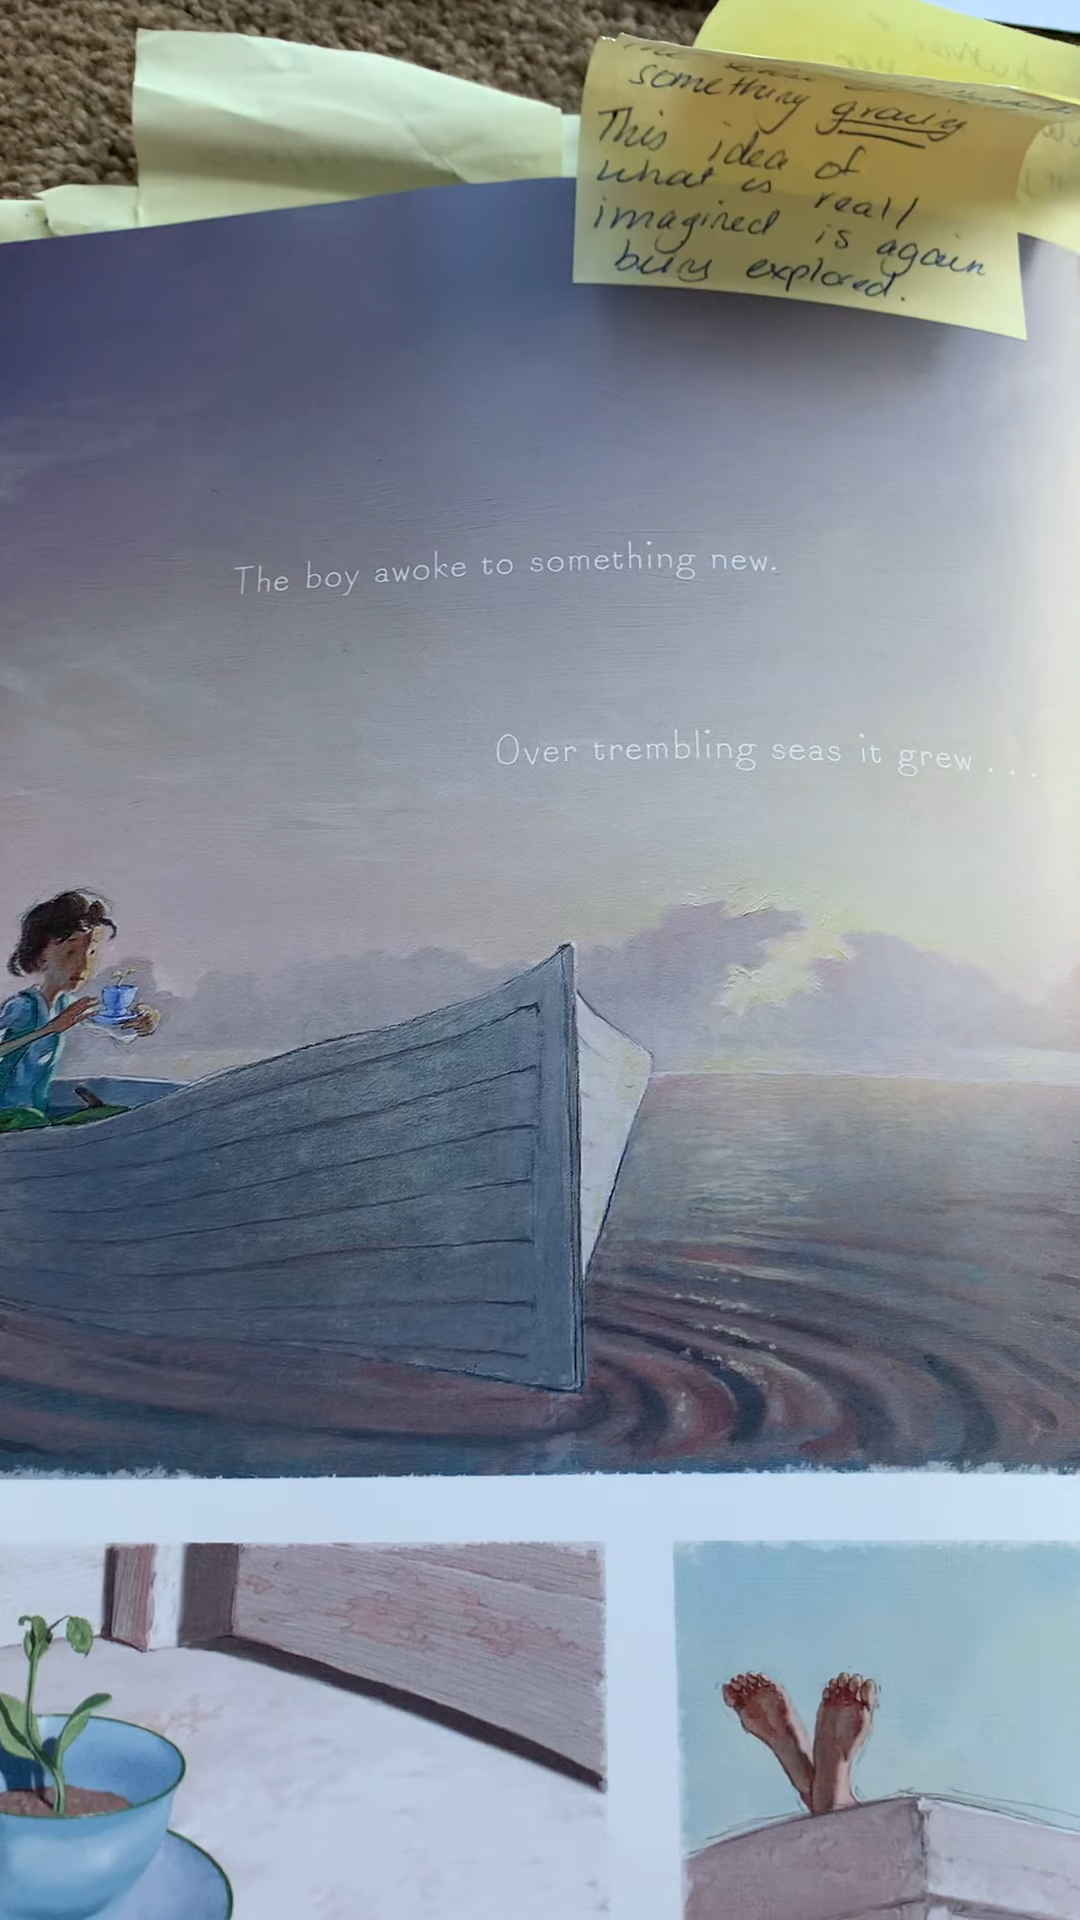 something growing
This idea of
what is real/
imagined is again
being explored.
The boy awoke to something new.
Over trembling seas it grew . . .